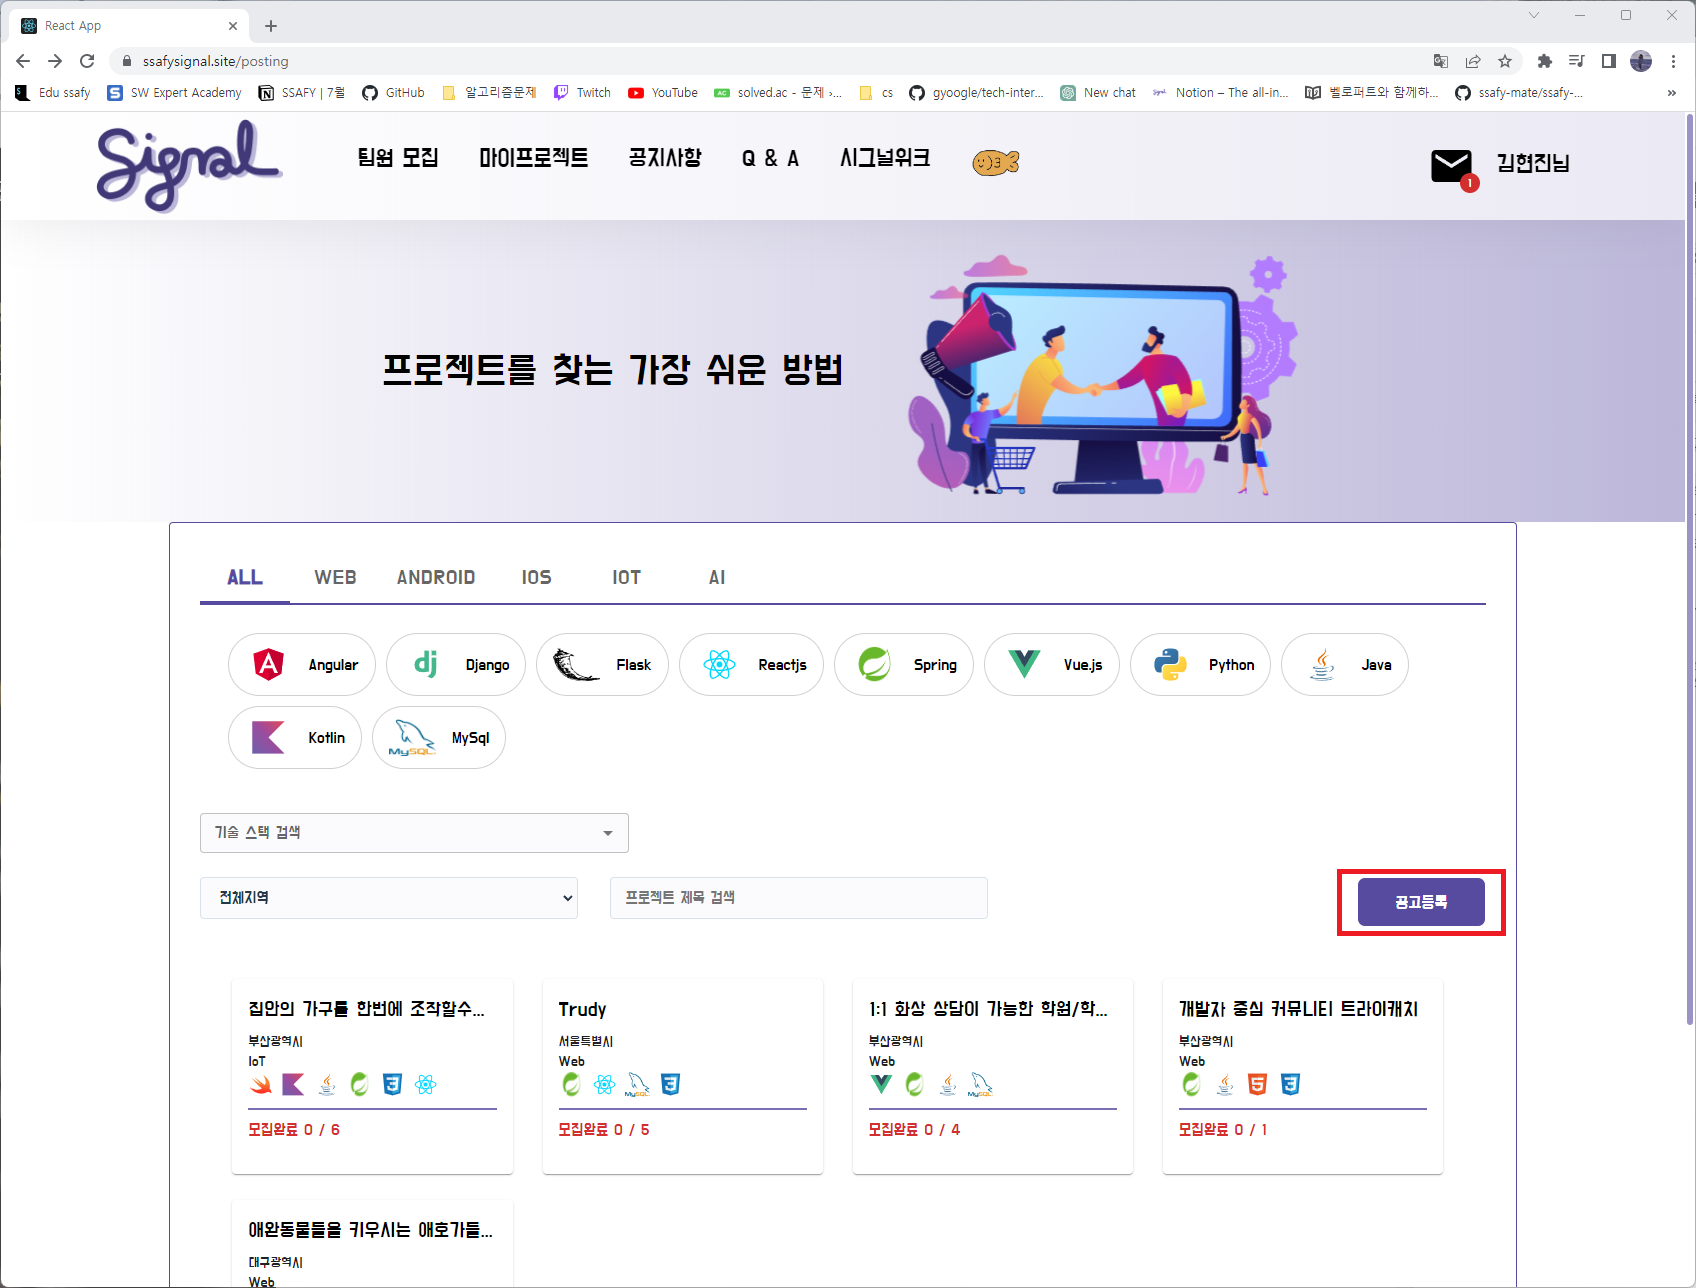 React App
ssafysignal.site/posting
Edu ssafy
SW Expert Academy
SSAFY | 7월
GitHub
알고리즘문제
Twitch
YouTube
solved.ac - 문제 ›...
cs
gyoogle/tech-inter...
New chat
Notion – The all-in...
벨로퍼트와 함께하...
ssafy-mate/ssafy-...
»
Signal
팀원 모집
마이프로젝트
공지사항
Q & A
시그널위크
1
김현진님
프로젝트를 찾는 가장 쉬운 방법
ALL
WEB
ANDROID
IOS
IOT
AI
Angular
Django
Flask
Reactjs
Spring
Vue.js
Python
Java
Kotlin
MySql
기술 스택 검색
전체지역
프로젝트 제목 검색
공고등록
집안의 가구를 한번에 조작할수...
부산광역시
IoT
모집완료 0 / 6
Trudy
서울특별시
Web
모집완료 0 / 5
1:1 화상 상담이 가능한 학원/학...
부산광역시
Web
모집완료 0 / 4
개발자 중심 커뮤니티 트라이캐치
부산광역시
Web
모집완료 0 / 1
애완동물들을 키우시는 애호가들...
대구광역시
Web